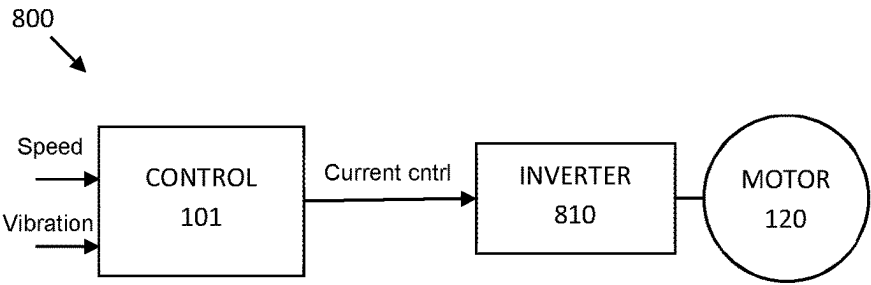 800
Speed
Vibration
CONTROL
101
Current cntrl
INVERTER
810
MOTOR
120